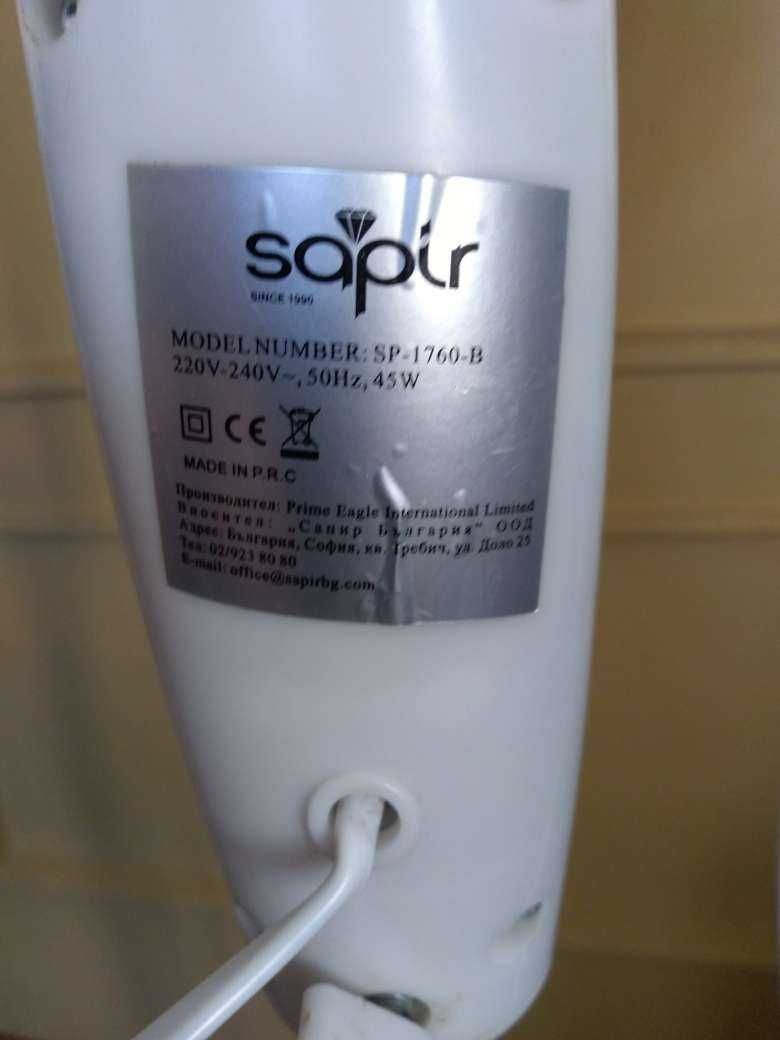 sapir
SINCE 1990
MODEL NUMBER: SP-1760-B
220V-240V~, 50Hz, 45W
CE
MADE IN P.R.C
Производител: Prime Eagle International Limited
Вносител: „Сапир България“ ООД
Адрес: България, София, кв. Требич, ул. Доло 25
Тел: 02/923 80 80
E-mail: office@sapirbg.com